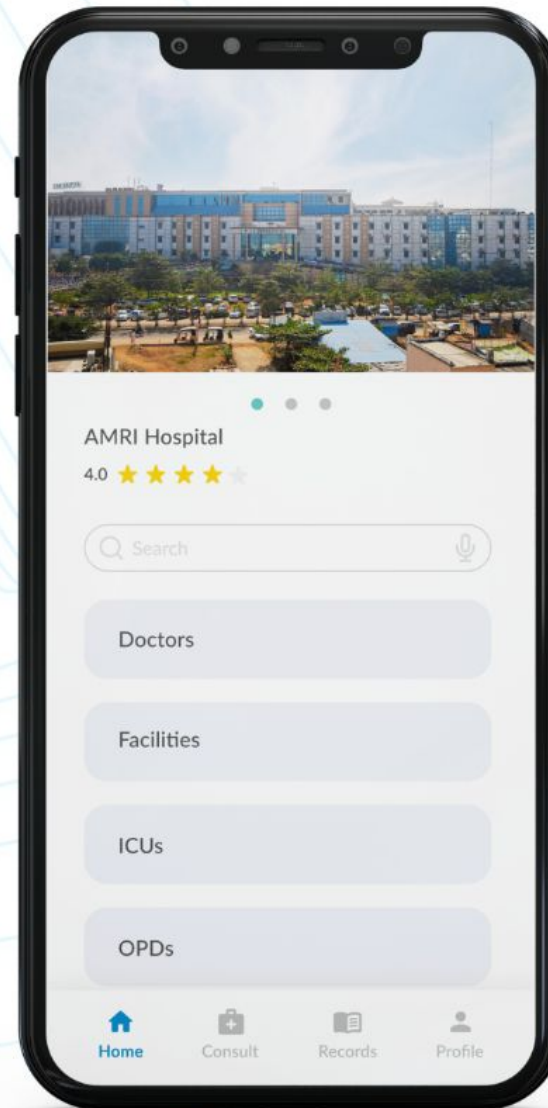 AMRI Hospital
4.0
Search
Doctors
Facilities
ICUs
OPDs
Home Consult Records Profile